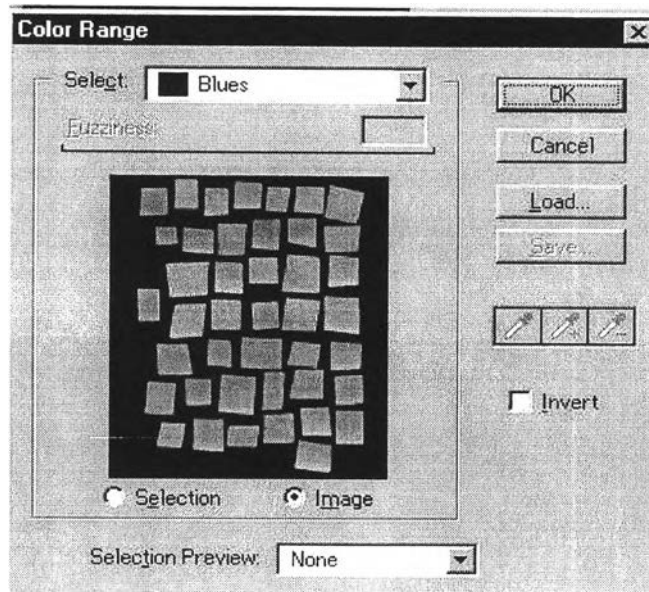 Color Range
Select: Blues
Fuzziness:
OK
Cancel
Load...
Save...
Invert
Selection Image
Selection Preview: None